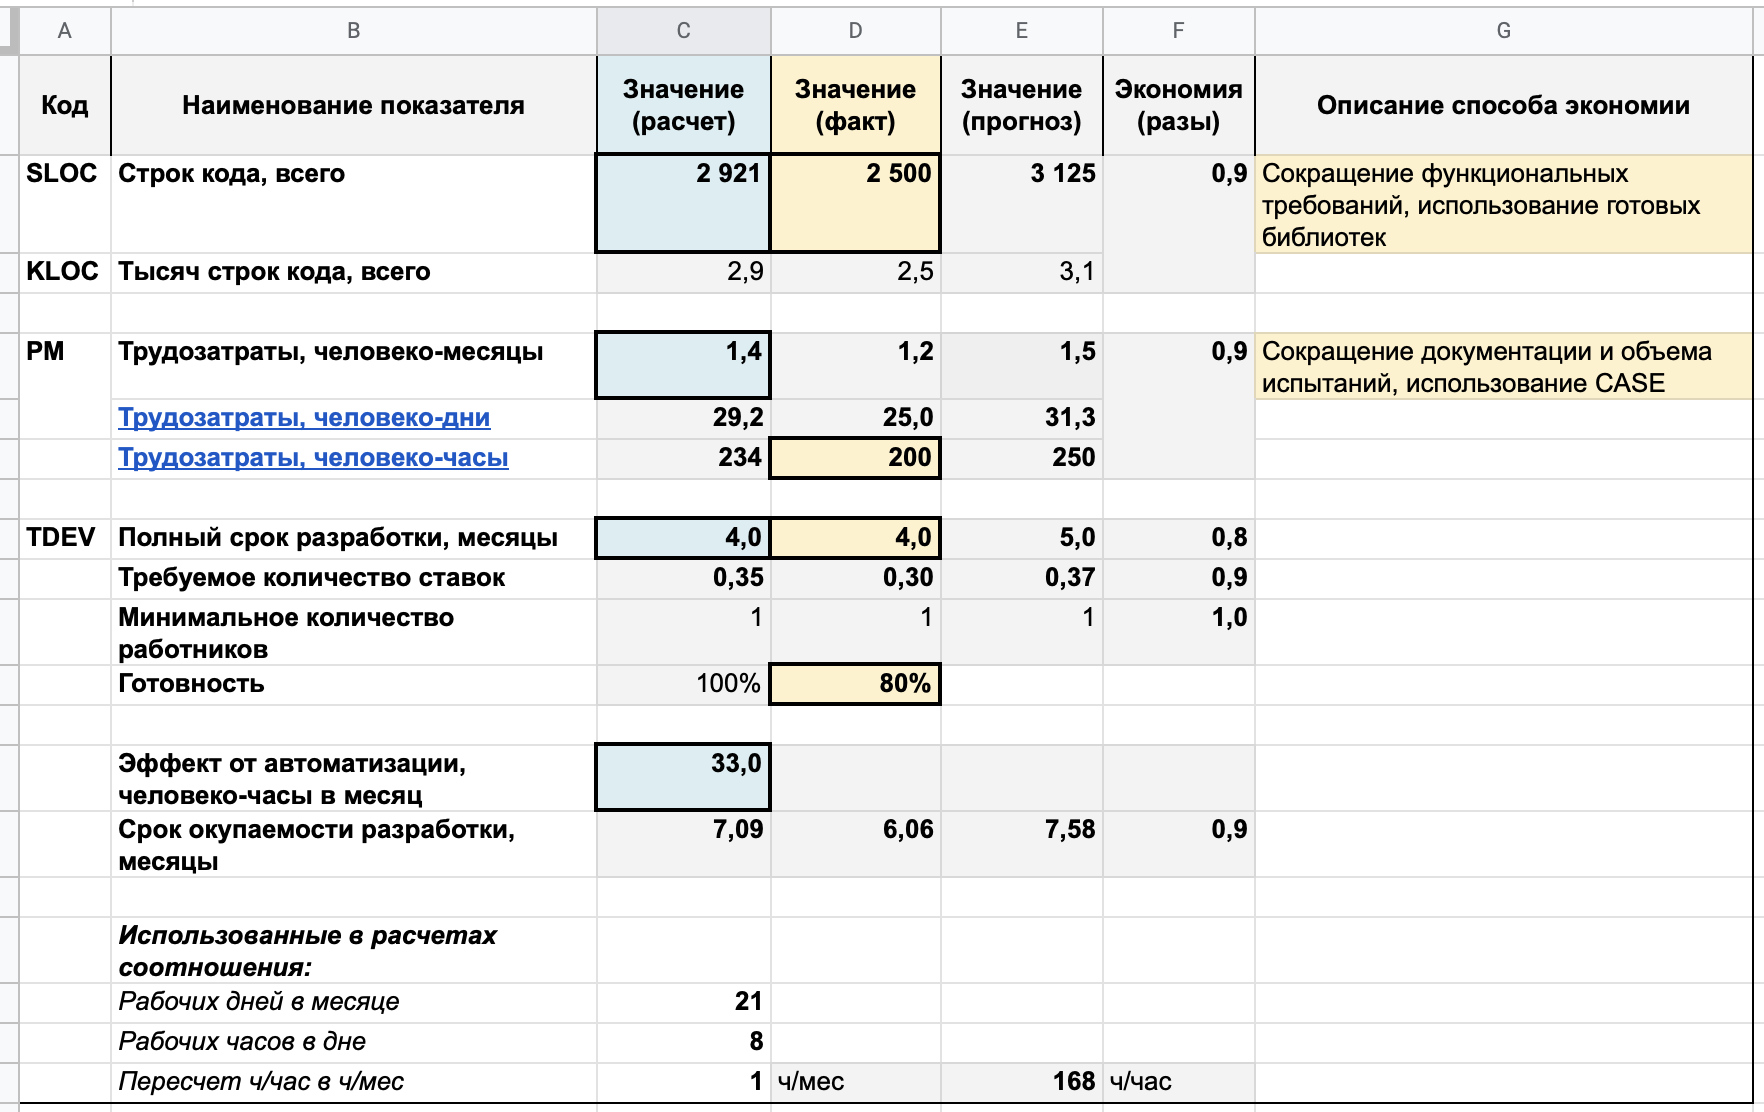 A B C D E F G
Код Наименование показателя Значение (расчет) Значение (факт) Значение (прогноз) Экономия (разы) Описание способа экономии
SLOC Строк кода, всего 2 921 2 500 3 125 0,9 Сокращение функциональных
требований, использование готовых
библиотек
KLOC Тысяч строк кода, всего 2,9 2,5 3,1
PM Трудозатраты, человеко-месяцы 1,4 1,2 1,5 0,9 Сокращение документации и объема
испытаний, использование CASE
Трудозатраты, человеко-дни 29,2 25,0 31,3
Трудозатраты, человеко-часы 234 200 250
TDEV Полный срок разработки, месяцы 4,0 4,0 5,0 0,8
Требуемое количество ставок 0,35 0,30 0,37 0,9
Минимальное количество 1 1 1 1,0
работников
Готовность 100% 80%
Эффект от автоматизации, 33,0
человеко-часы в месяц
Срок окупаемости разработки, 7,09 6,06 7,58 0,9
месяцы
Использованные в расчетах
соотношения:
Рабочих дней в месяце 21
Рабочих часов в дне 8
Пересчет ч/час в ч/мес 1 ч/мес 168 ч/час